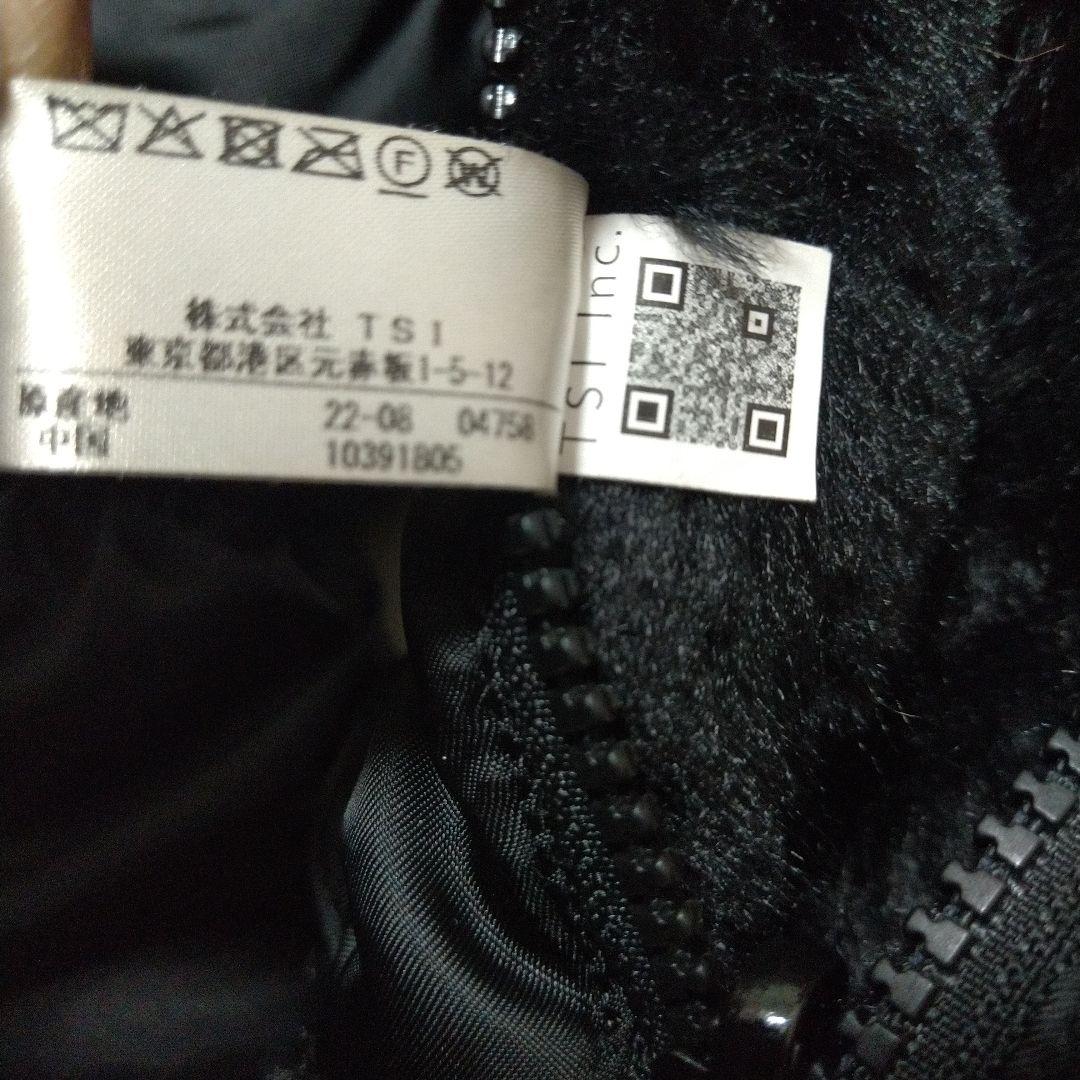 F
W
株式会社 TSI
東京都港区元赤坂1-5-12
原産地 22-08 04758
中国 10391805
TSI Inc.